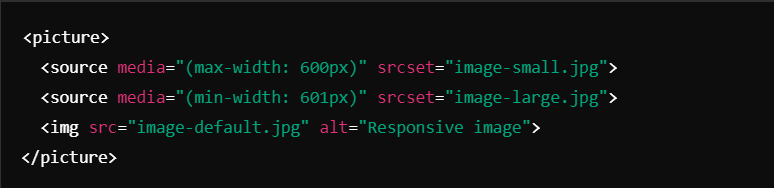 <picture>
<source media="(max-width: 600px)" srcset="image-small.jpg">
<source media="(min-width: 601px)" srcset="image-large.jpg">
<img src="image-default.jpg" alt="Responsive image">
</picture>